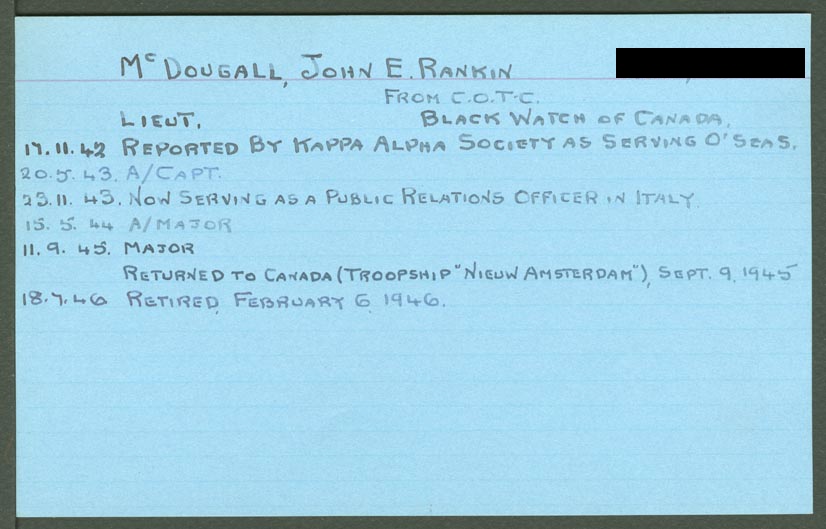 McDOUGALL, JOHN E. RANKIN
FROM C.O.T.C.
LIEUT. BLACK WATCH OF CANADA.
17.11.42 REPORTED BY KAPPA ALPHA SOCIETY AS SERVING O'SEAS.
20.5.43. A/CAPT.
23.11.43. NOW SERVING AS A PUBLIC RELATIONS OFFICER IN ITALY
15.5.44 A/MAJOR
11.9.45. MAJOR
RETURNED TO CANADA (TROOPSHIP "NIEUW AMSTERDAM"), SEPT. 9, 1945
18.7.46 RETIRED, FEBRUARY 6, 1946.